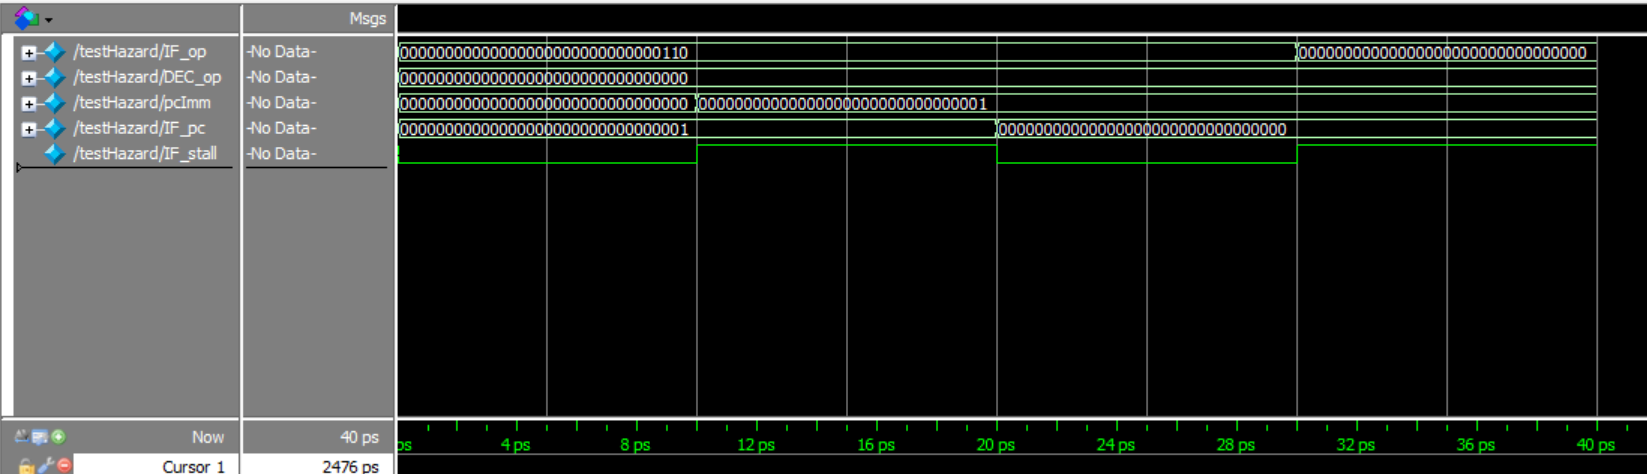 Msgs
/testHazard/IF_op -No Data- 00000000000000000000000000000110 00000000000000000000000000000000
/testHazard/DEC_op -No Data- 00000000000000000000000000000000
/testHazard/pcImm -No Data- 00000000000000000000000000000000 00000000000000000000000000000001
/testHazard/IF_pc -No Data- 00000000000000000000000000000001 00000000000000000000000000000000
/testHazard/IF_stall -No Data-
Now 40 ps ps 4 ps 8 ps 12 ps 16 ps 20 ps 24 ps 28 ps 32 ps 36 ps 40 ps
Cursor 1 2476 ps